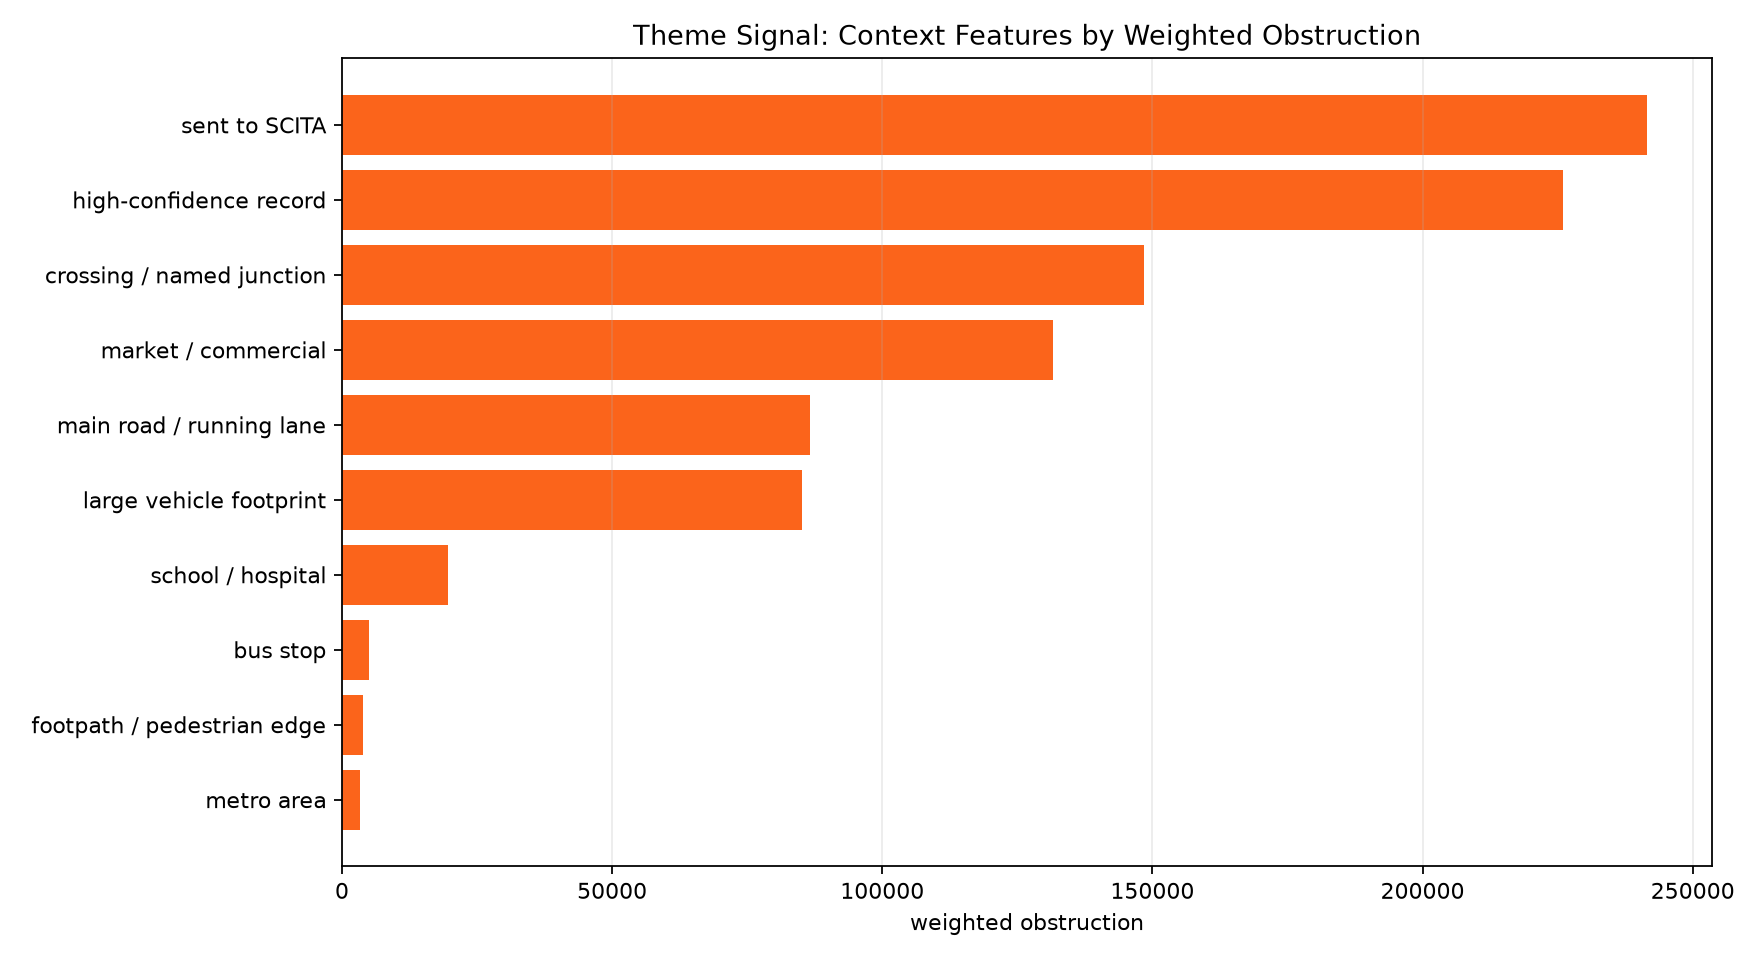 Theme Signal: Context Features by Weighted Obstruction
sent to SCITA
high-confidence record
crossing / named junction
market / commercial
main road / running lane
large vehicle footprint
school / hospital
bus stop
footpath / pedestrian edge
metro area
0 50000 100000 150000 200000 250000
weighted obstruction